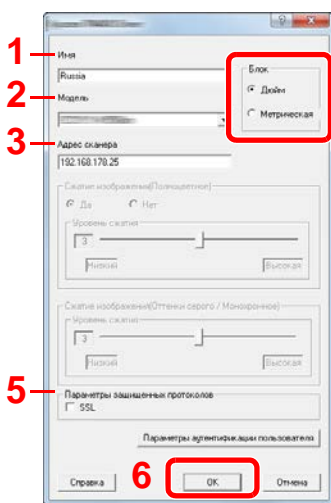 1
Имя
Russia
2
Модель
3
Адрес сканера
192.168.178.25
Блок
Дюйм
Метрическая
Сжатие изображения(Полноцветное)
Да
Нет
Уровень сжатия
3
Низкий
Высокая
Сжатие изображения(Оттенки серого / Монохромное)
Уровень сжатия
3
Низкий
Высокая
5
Параметры защищенных протоколов
SSL
Параметры аутентификации пользователя
Справка
6
OK
Отмена